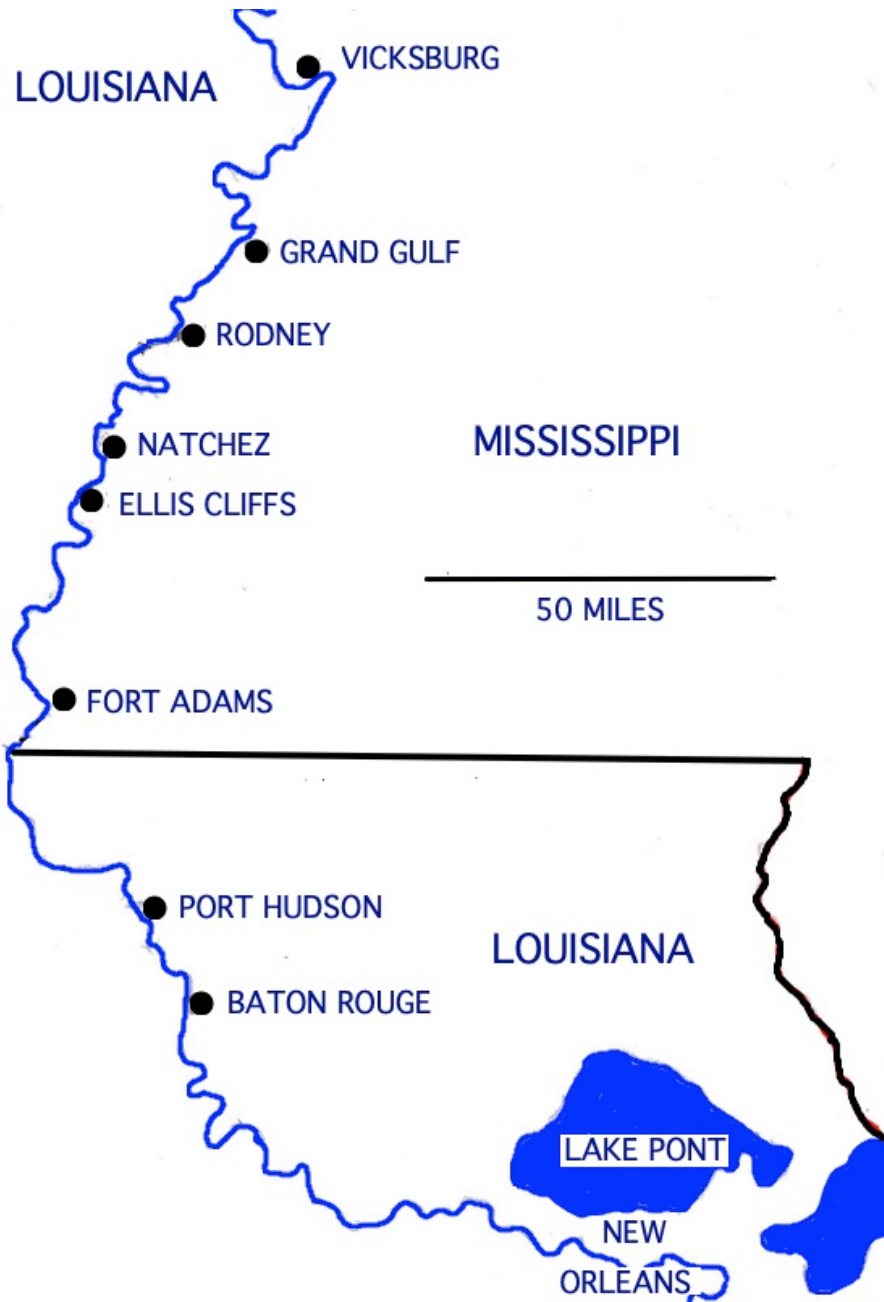 VICKSBURG
LOUISIANA
GRAND GULF
RODNEY
MISSISSIPPI
NATCHEZ
ELLIS CLIFFS
50 MILES
FORT ADAMS
PORT HUDSON
LOUISIANA
BATON ROUGE
LAKE PONT
NEW
ORLEANS